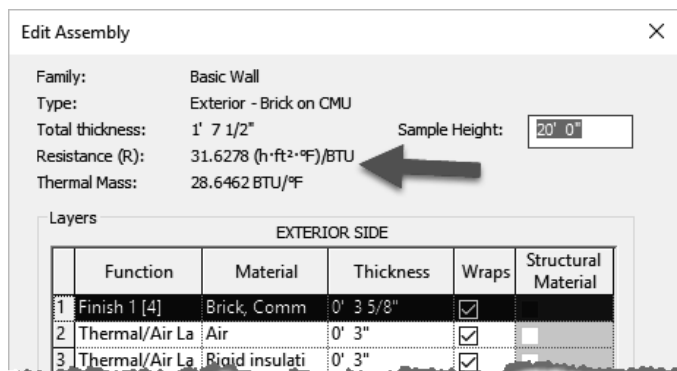 Edit Assembly
Family: Basic Wall
Type: Exterior - Brick on CMU
Total thickness: 1' 7 1/2" Sample Height: 20' 0"
Resistance (R): 31.6278 (h·ft²·°F)/BTU
Thermal Mass: 28.6462 BTU/°F
Layers
EXTERIOR SIDE
Function Material Thickness Wraps Structural Material
1 Finish 1 [4] Brick, Comm 0' 3 5/8"
2 Thermal/Air La Air 0' 3"
3 Thermal/Air La Rigid insulati 0' 3"